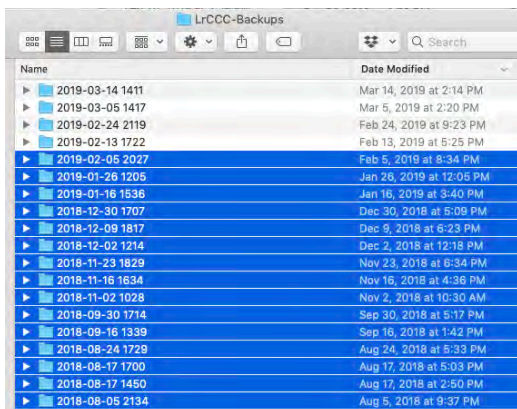 LrCCC-Backups
Search
Name Date Modified
2019-03-14 1411 Mar 14, 2019 at 2:14 PM
2019-03-05 1417 Mar 5, 2019 at 2:20 PM
2019-02-24 2119 Feb 24, 2019 at 9:23 PM
2019-02-13 1722 Feb 13, 2019 at 5:25 PM
2019-02-05 2027 Feb 5, 2019 at 8:34 PM
2019-01-26 1205 Jan 26, 2019 at 12:05 PM
2019-01-16 1536 Jan 16, 2019 at 3:40 PM
2018-12-30 1707 Dec 30, 2018 at 5:09 PM
2018-12-09 1817 Dec 9, 2018 at 6:23 PM
2018-12-02 1214 Dec 2, 2018 at 12:18 PM
2018-11-23 1829 Nov 23, 2018 at 6:34 PM
2018-11-16 1634 Nov 16, 2018 at 4:36 PM
2018-11-02 1028 Nov 2, 2018 at 10:30 AM
2018-09-30 1714 Sep 30, 2018 at 5:17 PM
2018-09-16 1339 Sep 16, 2018 at 1:42 PM
2018-08-24 1729 Aug 24, 2018 at 5:33 PM
2018-08-17 1700 Aug 17, 2018 at 5:03 PM
2018-08-17 1450 Aug 17, 2018 at 2:50 PM
2018-08-05 2134 Aug 5, 2018 at 9:37 PM